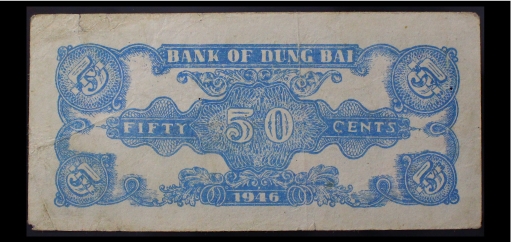 BANK OF DUNG BAI
FIFTY 50 CENTS
1946